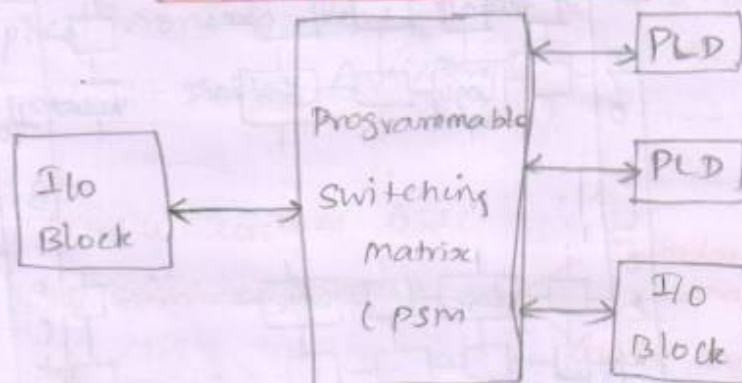 I/O
Block
Programmable
Switching
matrix
( PSM
PLD
PLD
I/O
Block